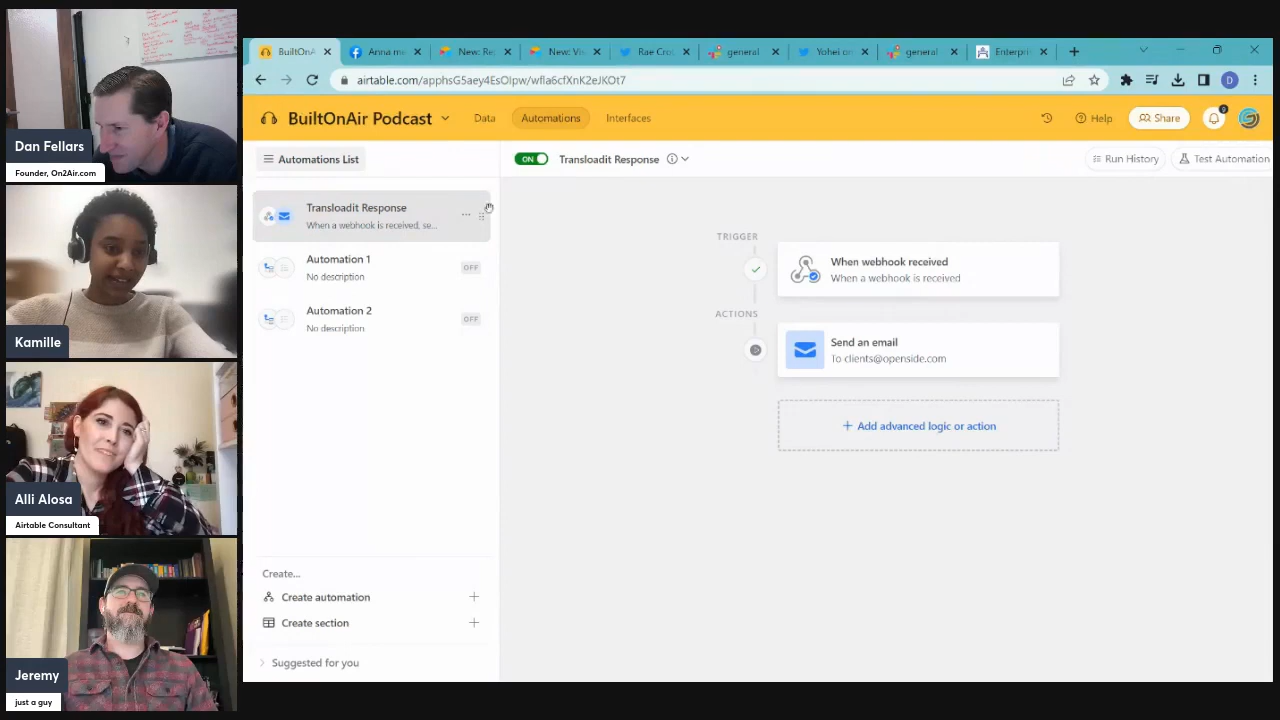 Dan Fellars
Founder, On2Air.com
Kamille
Alli Alosa
Airtable Consultant
Jeremy
just a guy
BuiltOnA
Anna me
New: Re
New: Vi
Rae Cro
general
Yohei on
general
Enterpri
airtable.com/apphsG5aey4EsOlpw/wfla6cfXnK2eJKOt7
D
BuiltOnAir Podcast
Data
Automations
Interfaces
Help
Share
Automations List
ON
Transloadit Response
Run History
Test Automation
Transloadit Response
When a webhook is received, se...
Automation 1
No description
OFF
Automation 2
No description
OFF
TRIGGER
When webhook received
When a webhook is received
ACTIONS
Send an email
To clients@openside.com
+ Add advanced logic or action
Create...
Create automation
Create section
Suggested for you